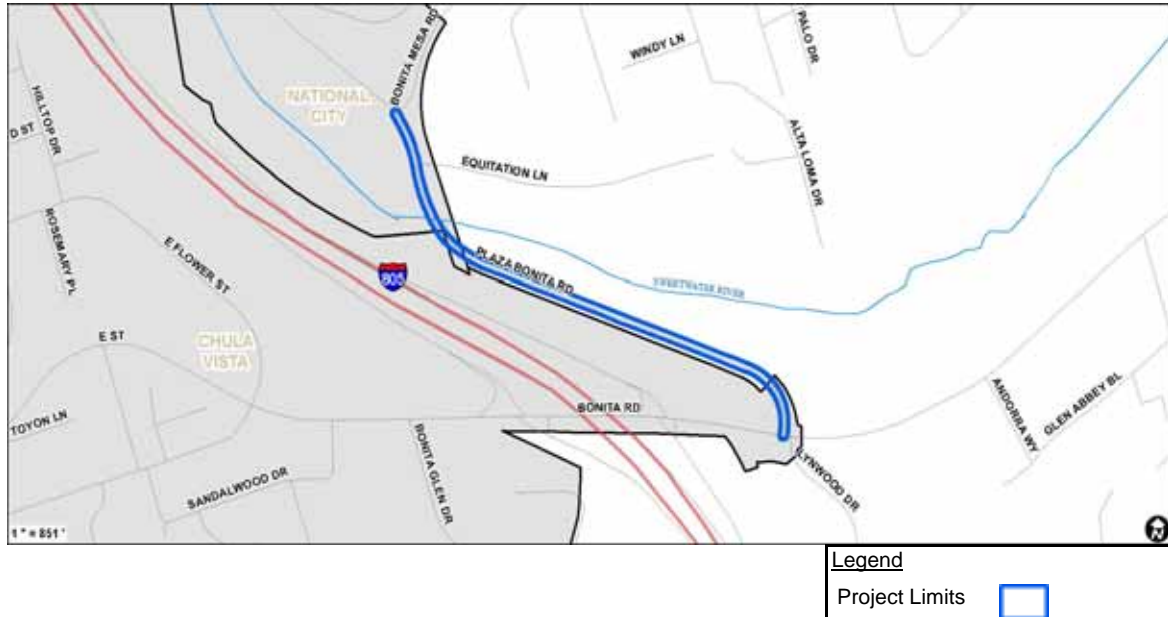 PALO DR
BONITA MESA RD
WINDY LN
HILLTOP DR
NATIONAL
CITY
D ST
ALTA LOMA DR
EQUITATION LN
ROSEMARY PL
E FLOWER ST
PLAZA BONITA RD
805
SWEETWATER RIVER
E ST
CHULA
VISTA
BONITA RD
ANDORRA WY
GLEN ABBEY BL
TOYON LN
BONITA GLEN DR
LYNWOOD DR
SANDALWOOD DR
1 " = 851 '
N
Legend
Project Limits